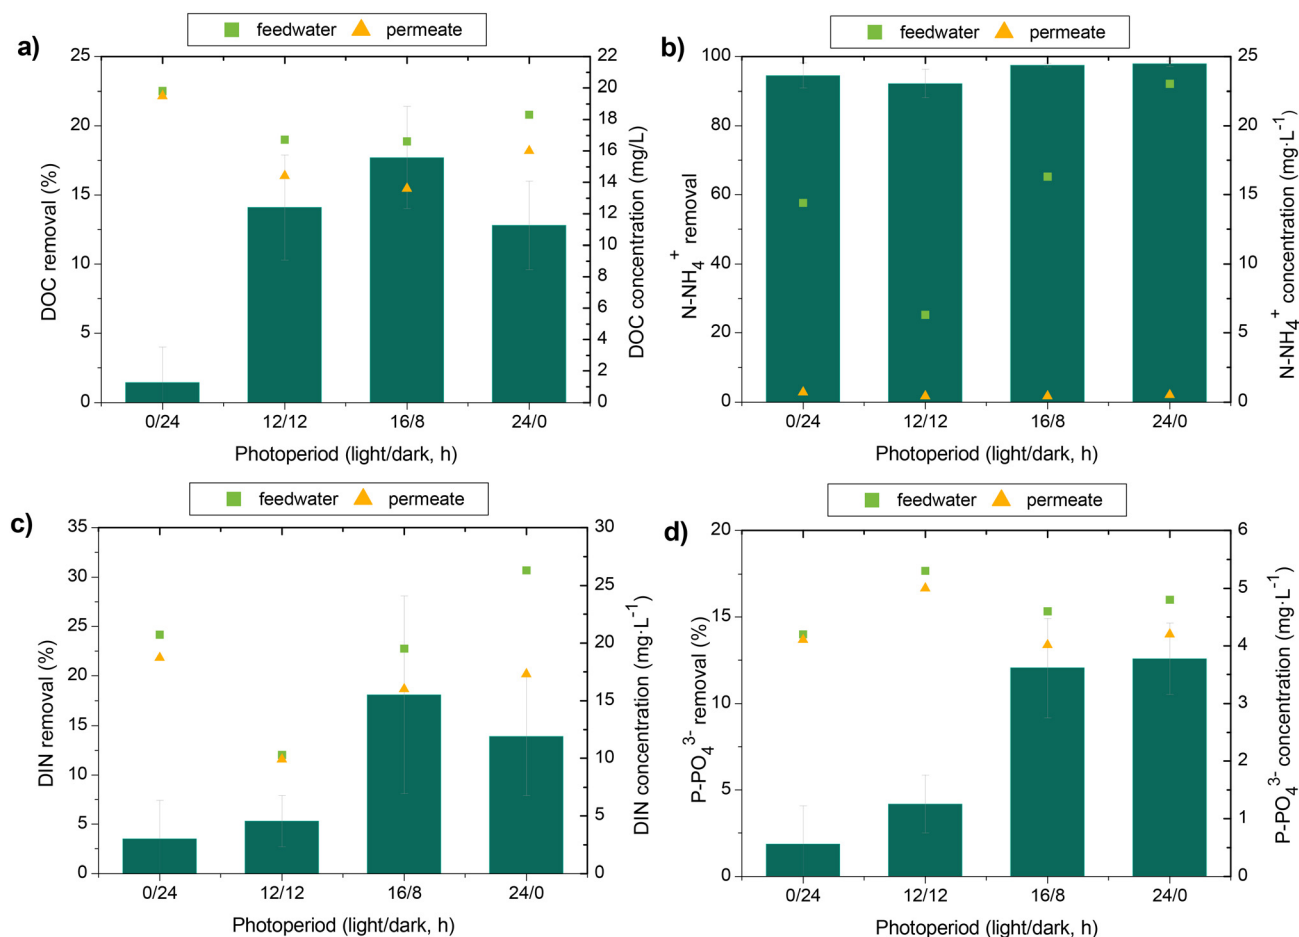 a)
feedwater permeate
25
20
15
10
5
0
DOC removal (%)
22
20
18
16
14
12
10
8
6
4
2
0
DOC concentration (mg/L)
0/24 12/12 16/8 24/0
Photoperiod (light/dark, h)
b)
feedwater permeate
100
80
60
40
20
0
N-NH₄⁺ removal
25
20
15
10
5
0
N-NH₄⁺ concentration (mg·L⁻¹)
0/24 12/12 16/8 24/0
Photoperiod (light/dark, h)
c)
feedwater permeate
35
30
25
20
15
10
5
0
DIN removal (%)
30
25
20
15
10
5
0
DIN concentration (mg·L⁻¹)
0/24 12/12 16/8 24/0
Photoperiod (light/dark, h)
d)
feedwater permeate
20
15
10
5
0
P-PO₄³⁻ removal (%)
6
5
4
3
2
1
0
P-PO₄³⁻ concentration (mg·L⁻¹)
0/24 12/12 16/8 24/0
Photoperiod (light/dark, h)